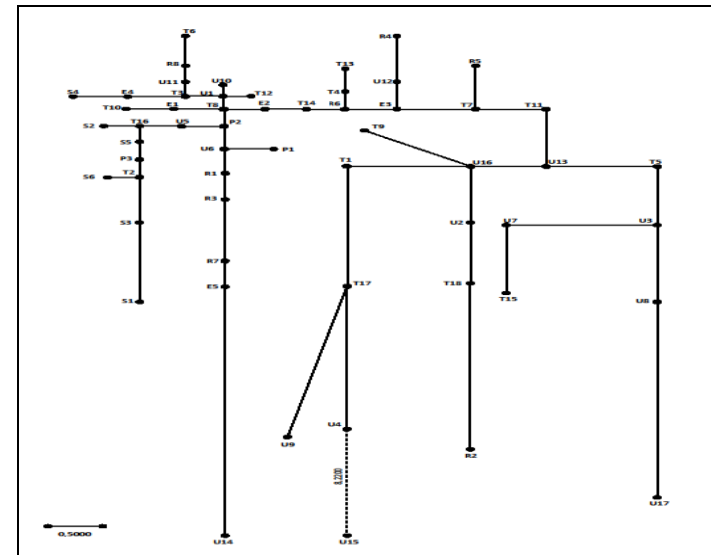 T6
R4
R8
T13
R5
U10
U11
U12
S4
E4
T3
U1
T12
T4
T10
E1
T8
E2
T14
R6
E3
T7
T11
S2
T16
U5
P2
T9
S5
U6
P1
P3
T1
U16
U13
T5
S6
T2
R1
R3
S3
U2
U7
U3
R7
E5
T17
T18
T15
U8
S1
U4
U9
R2
8,2200
U17
0,5000
U14
U15